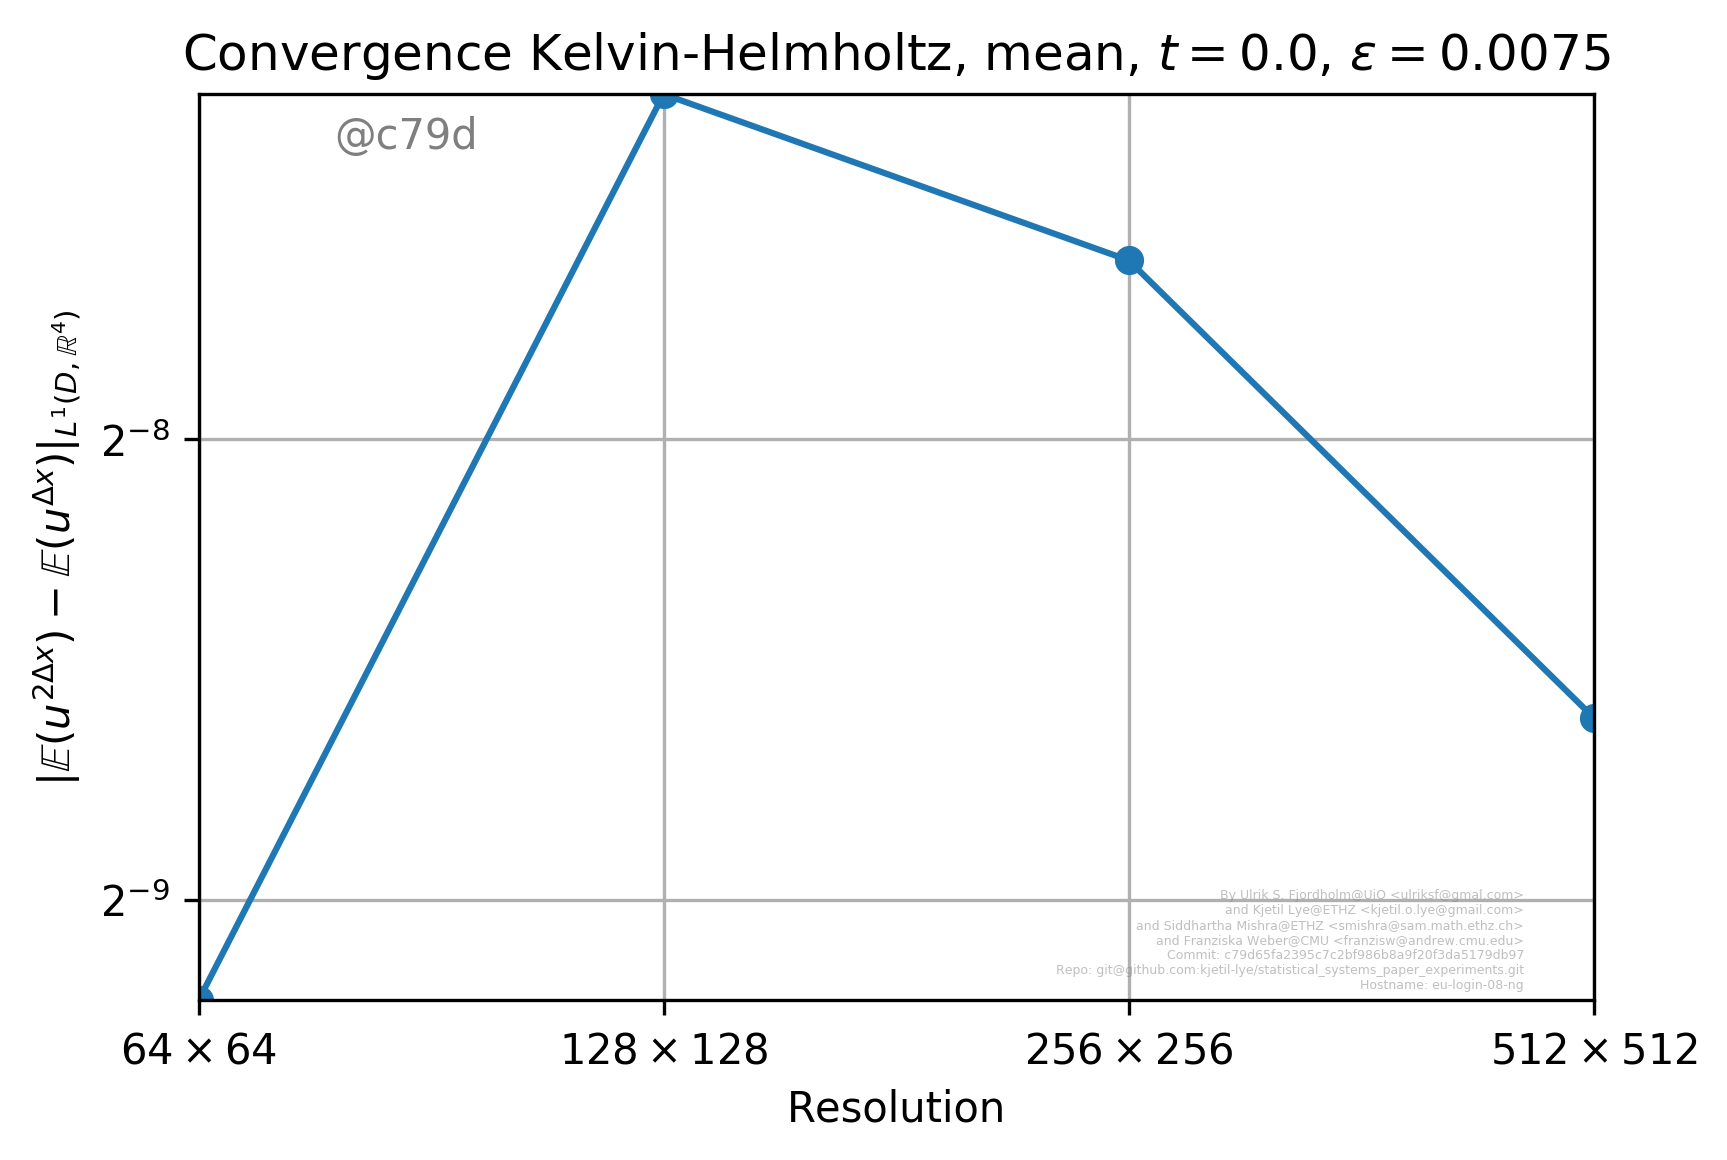 Convergence Kelvin-Helmholtz, mean, t = 0.0, ε = 0.0075
@c79d
|𝔼(u^{2Δx}) − 𝔼(u^{Δx})|_{L^1(D, ℝ^4)}
2^{−8}
2^{−9}
By Ulrik S. Fjordholm@UiO <ulriksf@gmal.com>
and Kjetil Lye@ETHZ <kjetil.o.lye@gmail.com>
and Siddhartha Mishra@ETHZ <smishra@sam.math.ethz.ch>
and Franziska Weber@CMU <franzisw@andrew.cmu.edu>
Commit: c79d65fa2395c7c2bf986b8a9f20f3da5179db97
Repo: git@github.com:kjetil-lye/statistical_systems_paper_experiments.git
Hostname: eu-login-08-ng
64 × 64 128 × 128 256 × 256 512 × 512
Resolution